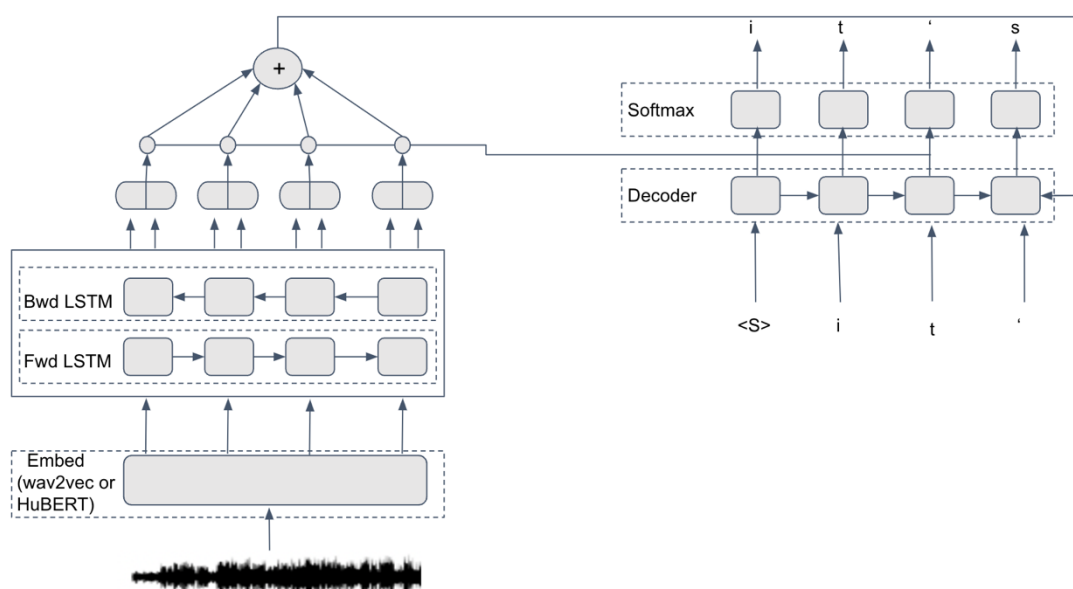 i t ‘ s
+
Softmax
Decoder
Bwd LSTM
<S> i t ‘
Fwd LSTM
Embed
(wav2vec or
HuBERT)